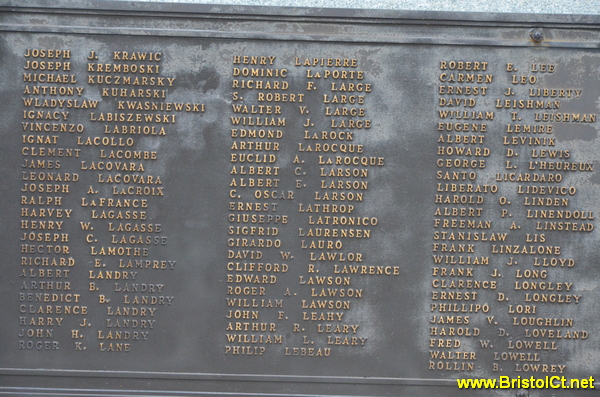 JOSEPH J. KRAWIC
JOSEPH KREMBOSKI
MICHAEL KUCZMARSKY
ANTHONY KUHARSKI
WLADYSLAW KWASNIEWSKI
IGNACY LABISZEWSKI
VINCENZO LABRIOLA
IGNAT LACOLLO
CLEMENT LACOMBE
JAMES LACOVARA
LEONARD LACOVARA
JOSEPH A. LACROIX
RALPH LAFRANCE
HARVEY LAGASSE
HENRY W. LAGASSE
JOSEPH C. LAGASSE
HECTOR LAMOTHE
RICHARD E. LAMPREY
ALBERT LANDRY
ARTHUR B. LANDRY
BENEDICT B. LANDRY
CLARENCE LANDRY
HARRY J. LANDRY
JOHN H. LANDRY
ROGER K. LANE
HENRY LAPIERRE
DOMINIC LAPORTE
RICHARD F. LARGE
S. ROBERT LARGE
WALTER V. LARGE
WILLIAM J. LARGE
EDMOND LAROCK
ARTHUR LAROCQUE
EUCLID A. LAROCQUE
ALBERT C. LARSON
ALBERT E. LARSON
C. OSCAR LARSON
ERNEST LATHROP
GIUSEPPE LATRONICO
SIGFRID LAURENSEN
GIRARDO LAURO
DAVID W. LAWLOR
CLIFFORD R. LAWRENCE
EDWARD LAWSON
ROGER A. LAWSON
WILLIAM LAWSON
JOHN F. LEAHY
ARTHUR R. LEARY
WILLIAM L. LEARY
PHILIP LEBEAU
ROBERT E. LEE
CARMEN LEO
ERNEST J. LIBERTY
DAVID LEISHMAN
WILLIAM T. LEISHMAN
EUGENE LEMIRE
ALBERT LEVINIX
HOWARD D. LEWIS
GEORGE L. L'HEUREUX
SANTO LICARDARO
LIBERATO LIDEVICO
HAROLD O. LINDEN
ALBERT P. LINENDOLL
FREEMAN A. LINSTEAD
STANISLAW LIS
FRANK LINZALONE
WILLIAM J. LLOYD
FRANK J. LONG
CLARENCE LONGLEY
ERNEST D. LONGLEY
PHILLIPO LORI
JAMES V. LOUGHLIN
HAROLD D. LOVELAND
FRED W. LOWELL
WALTER LOWELL
ROLLIN B. LOWREY
www.BristolCt.net